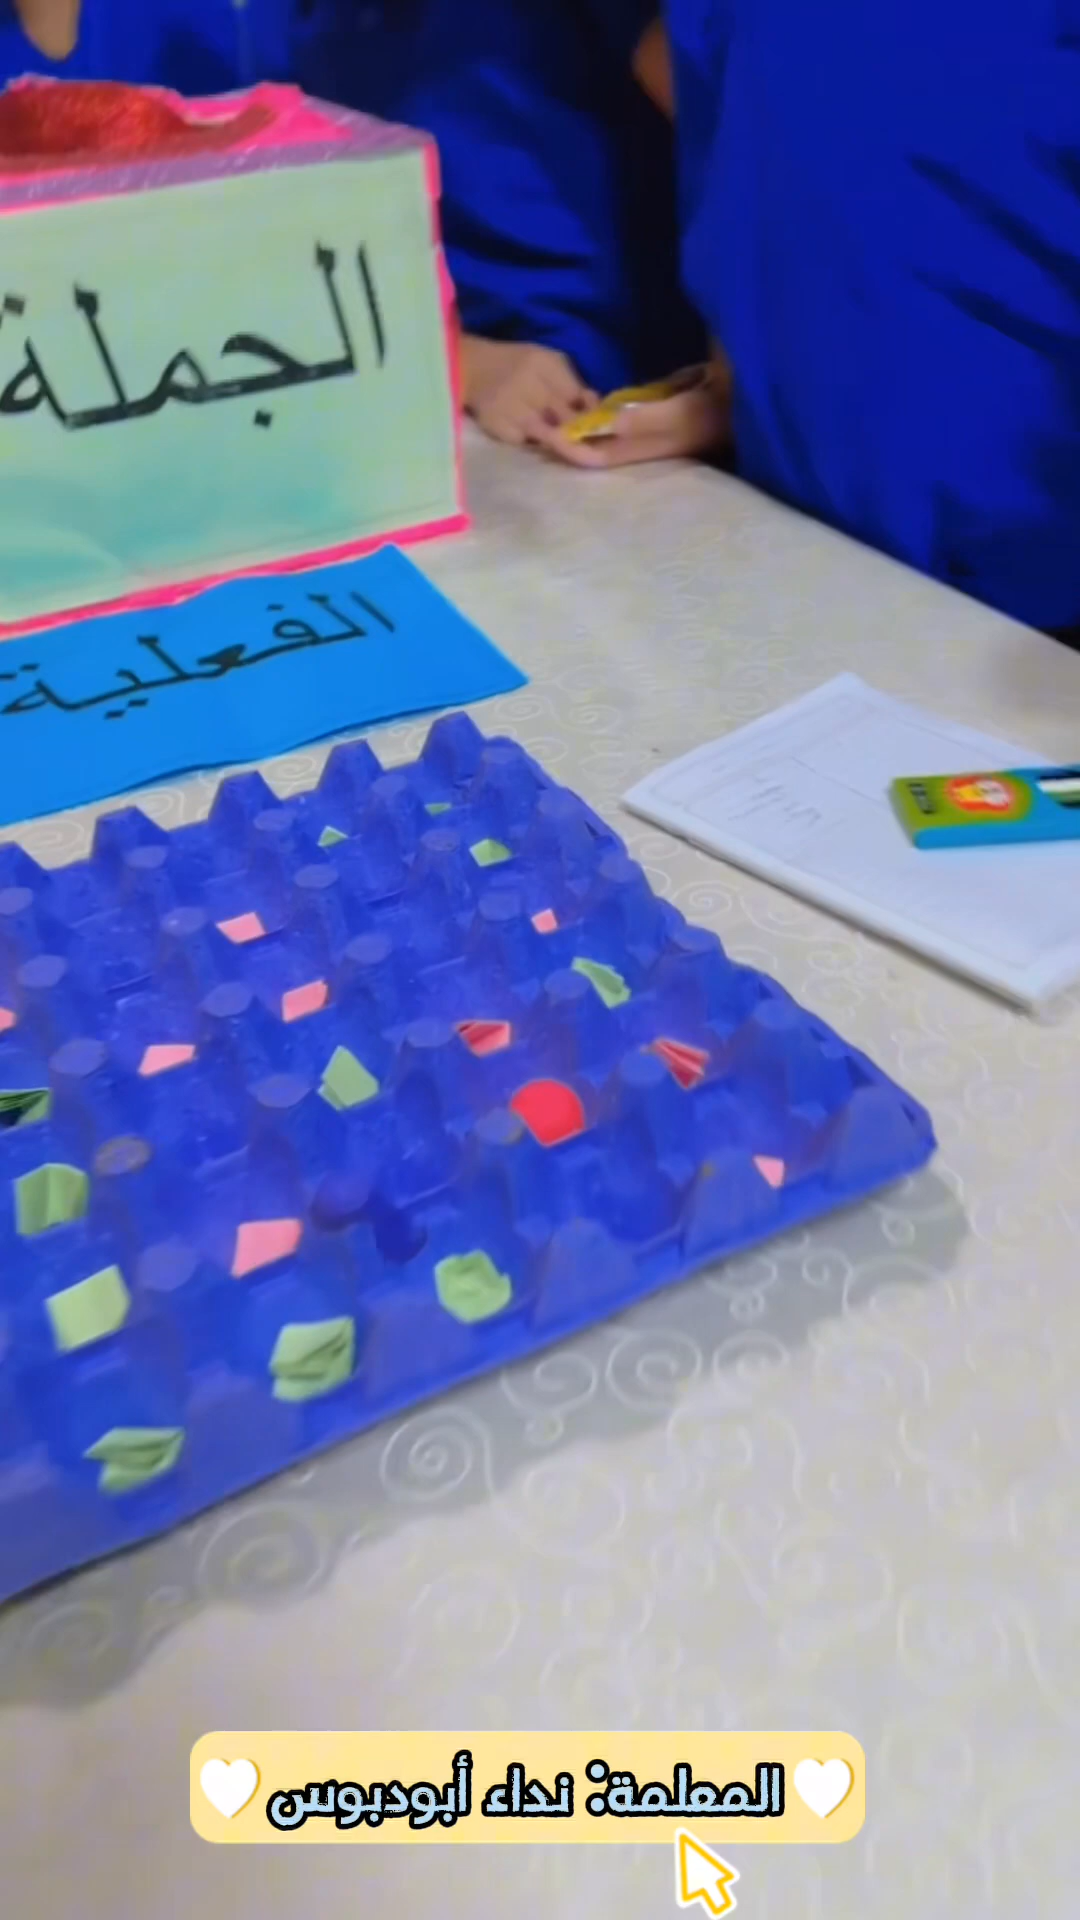 الجملة
الفعلية
المعلمة: نداء أبودبوس